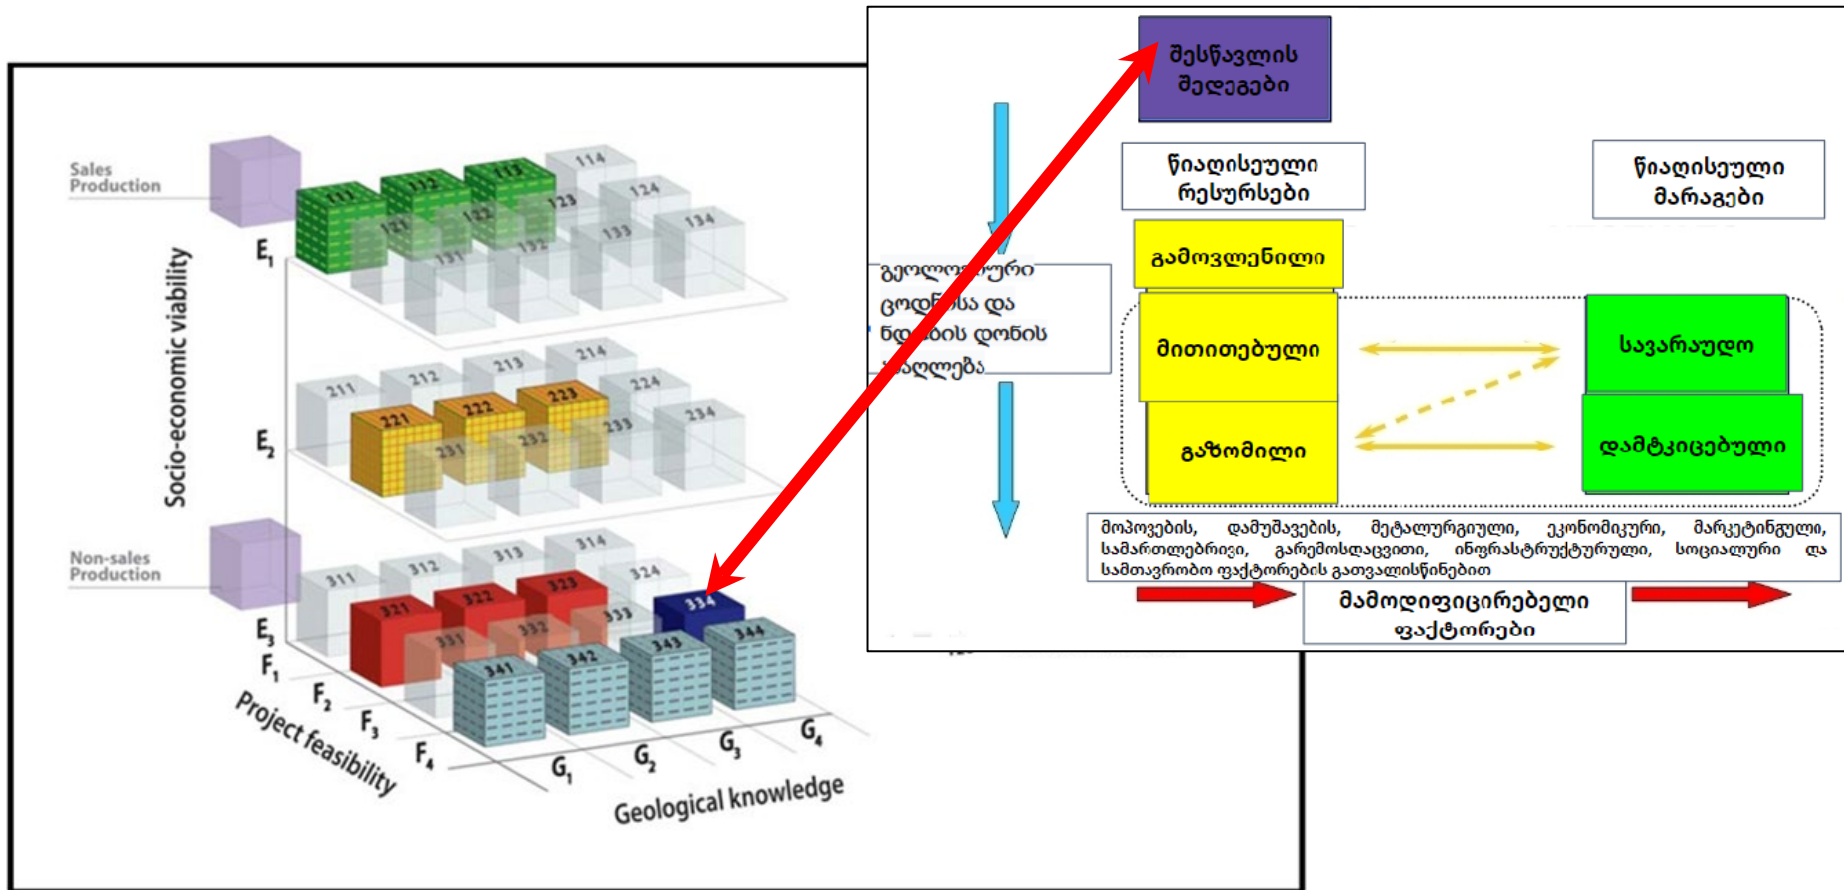 Sales
Production
Non-sales
Production
Socio-economic viability
E1
E2
E3
F1
F2
F3
F4
Project feasibility
G1
G2
G3
G4
Geological knowledge
111
112
113
114
121
122
123
124
131
132
133
134
211
212
213
214
221
222
223
224
231
232
233
234
311
312
313
314
321
322
323
324
331
332
333
334
341
342
343
344
შესწავლის
შედეგები
წიაღისეული
რესურსები
წიაღისეული
მარაგები
გამოვლენილი
მითითებული
გაზომილი
სავარაუდო
დამტკიცებული
ცოდნისა და
ნდობის დონის
მოპოვების, დამუშავების, მეტალურგიული, ეკონომიკური, მარკეტინგული,
სამართლებრივი, გარემოსდაცვითი, ინფრასტრუქტურული, სოციალური და
სამთავრობო ფაქტორების გათვალისწინებით
მამოდიფიცირებელი
ფაქტორები